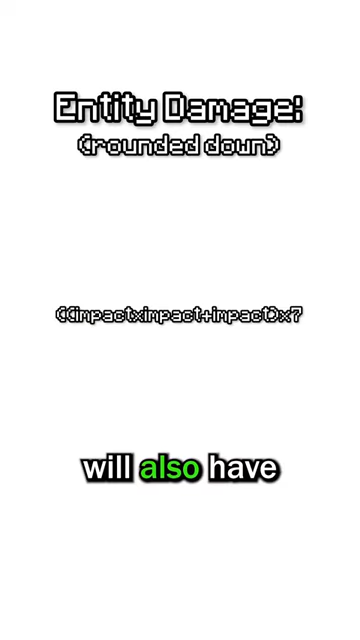 Entity Damage:
(rounded down)
((impactximpact+impact)x7
will also have